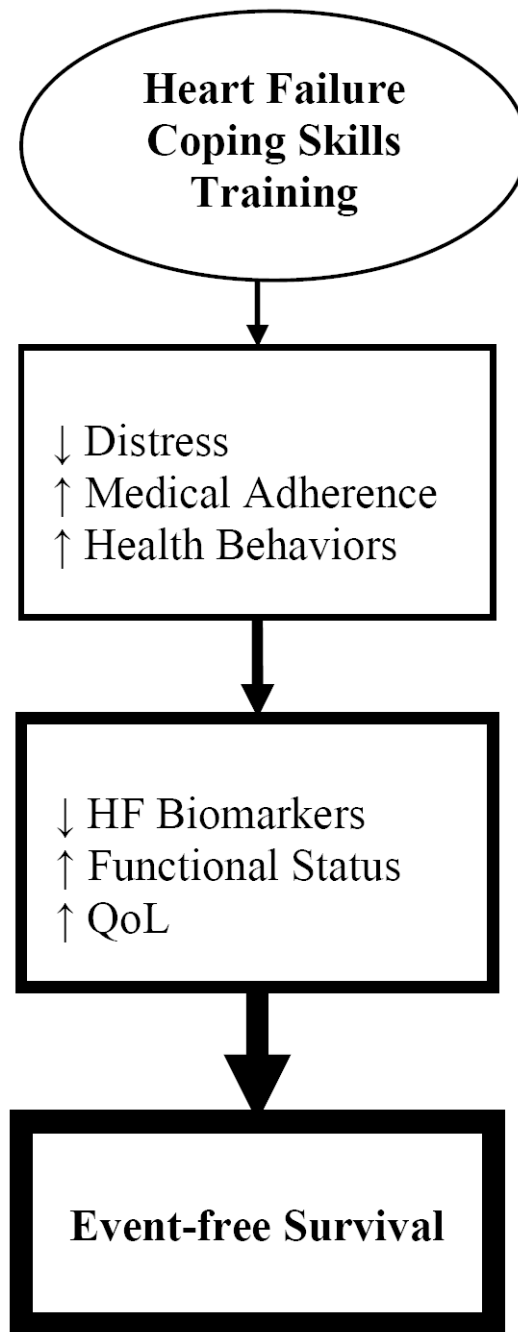 Heart Failure
Coping Skills
Training
↓ Distress
↑ Medical Adherence
↑ Health Behaviors
↓ HF Biomarkers
↑ Functional Status
↑ QoL
Event-free Survival